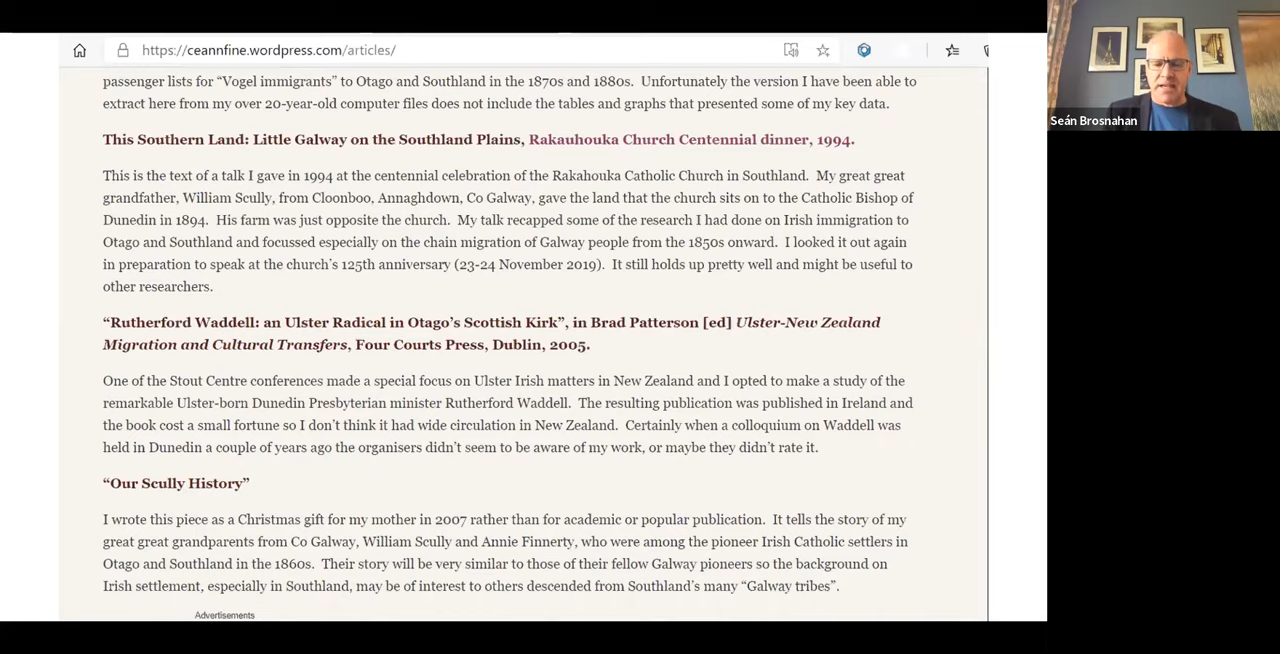 https://ceannfine.wordpress.com/articles/
Seán Brosnahan
passenger lists for “Vogel immigrants” to Otago and Southland in the 1870s and 1880s. Unfortunately the version I have been able to
extract here from my over 20-year-old computer files does not include the tables and graphs that presented some of my key data.
This Southern Land: Little Galway on the Southland Plains, Rakauhouka Church Centennial dinner, 1994.
This is the text of a talk I gave in 1994 at the centennial celebration of the Rakahouka Catholic Church in Southland. My great great
grandfather, William Scully, from Cloonboo, Annaghdown, Co Galway, gave the land that the church sits on to the Catholic Bishop of
Dunedin in 1894. His farm was just opposite the church. My talk recapped some of the research I had done on Irish immigration to
Otago and Southland and focussed especially on the chain migration of Galway people from the 1850s onward. I looked it out again
in preparation to speak at the church’s 125th anniversary (23-24 November 2019). It still holds up pretty well and might be useful to
other researchers.
“Rutherford Waddell: an Ulster Radical in Otago’s Scottish Kirk”, in Brad Patterson [ed] Ulster-New Zealand
Migration and Cultural Transfers, Four Courts Press, Dublin, 2005.
One of the Stout Centre conferences made a special focus on Ulster Irish matters in New Zealand and I opted to make a study of the
remarkable Ulster-born Dunedin Presbyterian minister Rutherford Waddell. The resulting publication was published in Ireland and
the book cost a small fortune so I don’t think it had wide circulation in New Zealand. Certainly when a colloquium on Waddell was
held in Dunedin a couple of years ago the organisers didn’t seem to be aware of my work, or maybe they didn’t rate it.
“Our Scully History”
I wrote this piece as a Christmas gift for my mother in 2007 rather than for academic or popular publication. It tells the story of my
great great grandparents from Co Galway, William Scully and Annie Finnerty, who were among the pioneer Irish Catholic settlers in
Otago and Southland in the 1860s. Their story will be very similar to those of their fellow Galway pioneers so the background on
Irish settlement, especially in Southland, may be of interest to others descended from Southland’s many “Galway tribes”.
Advertisements